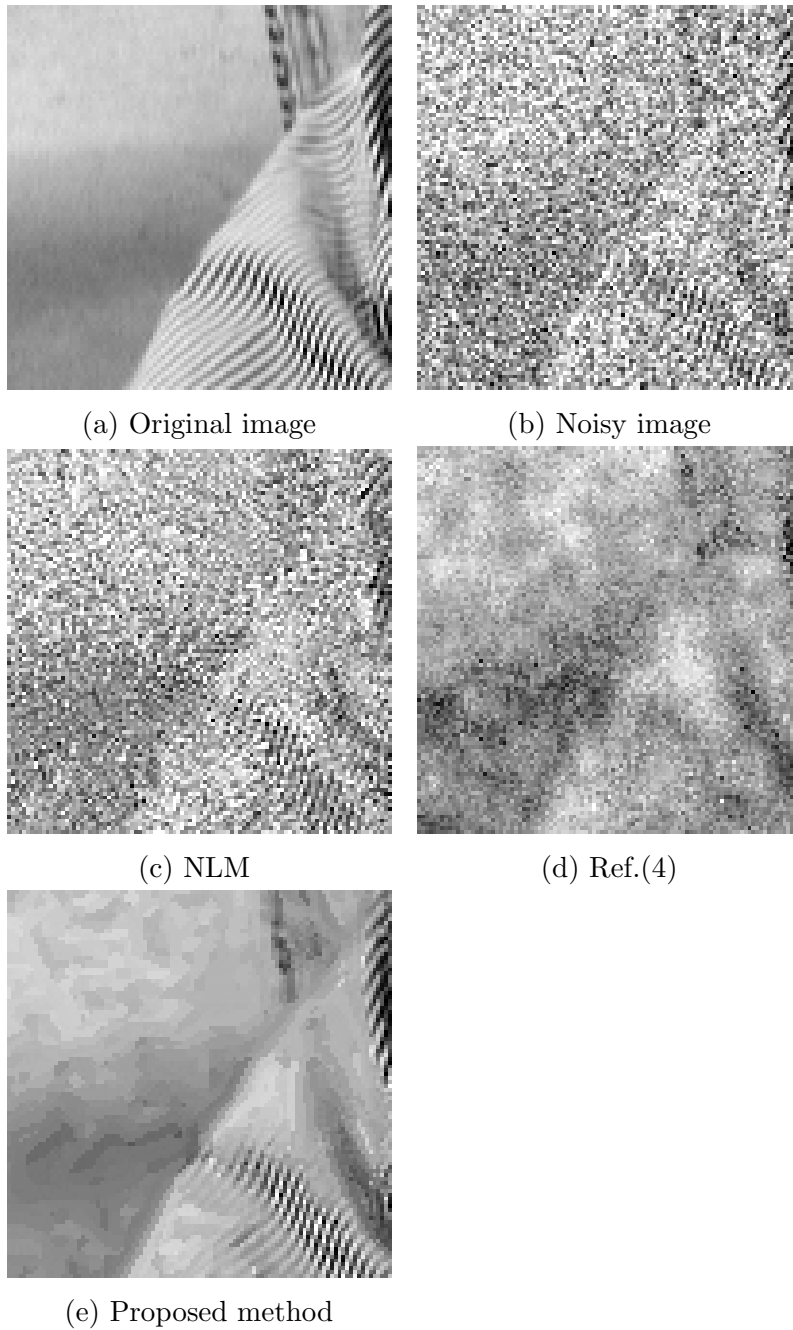 (a) Original image
(b) Noisy image
(c) NLM
(d) Ref.(4)
(e) Proposed method